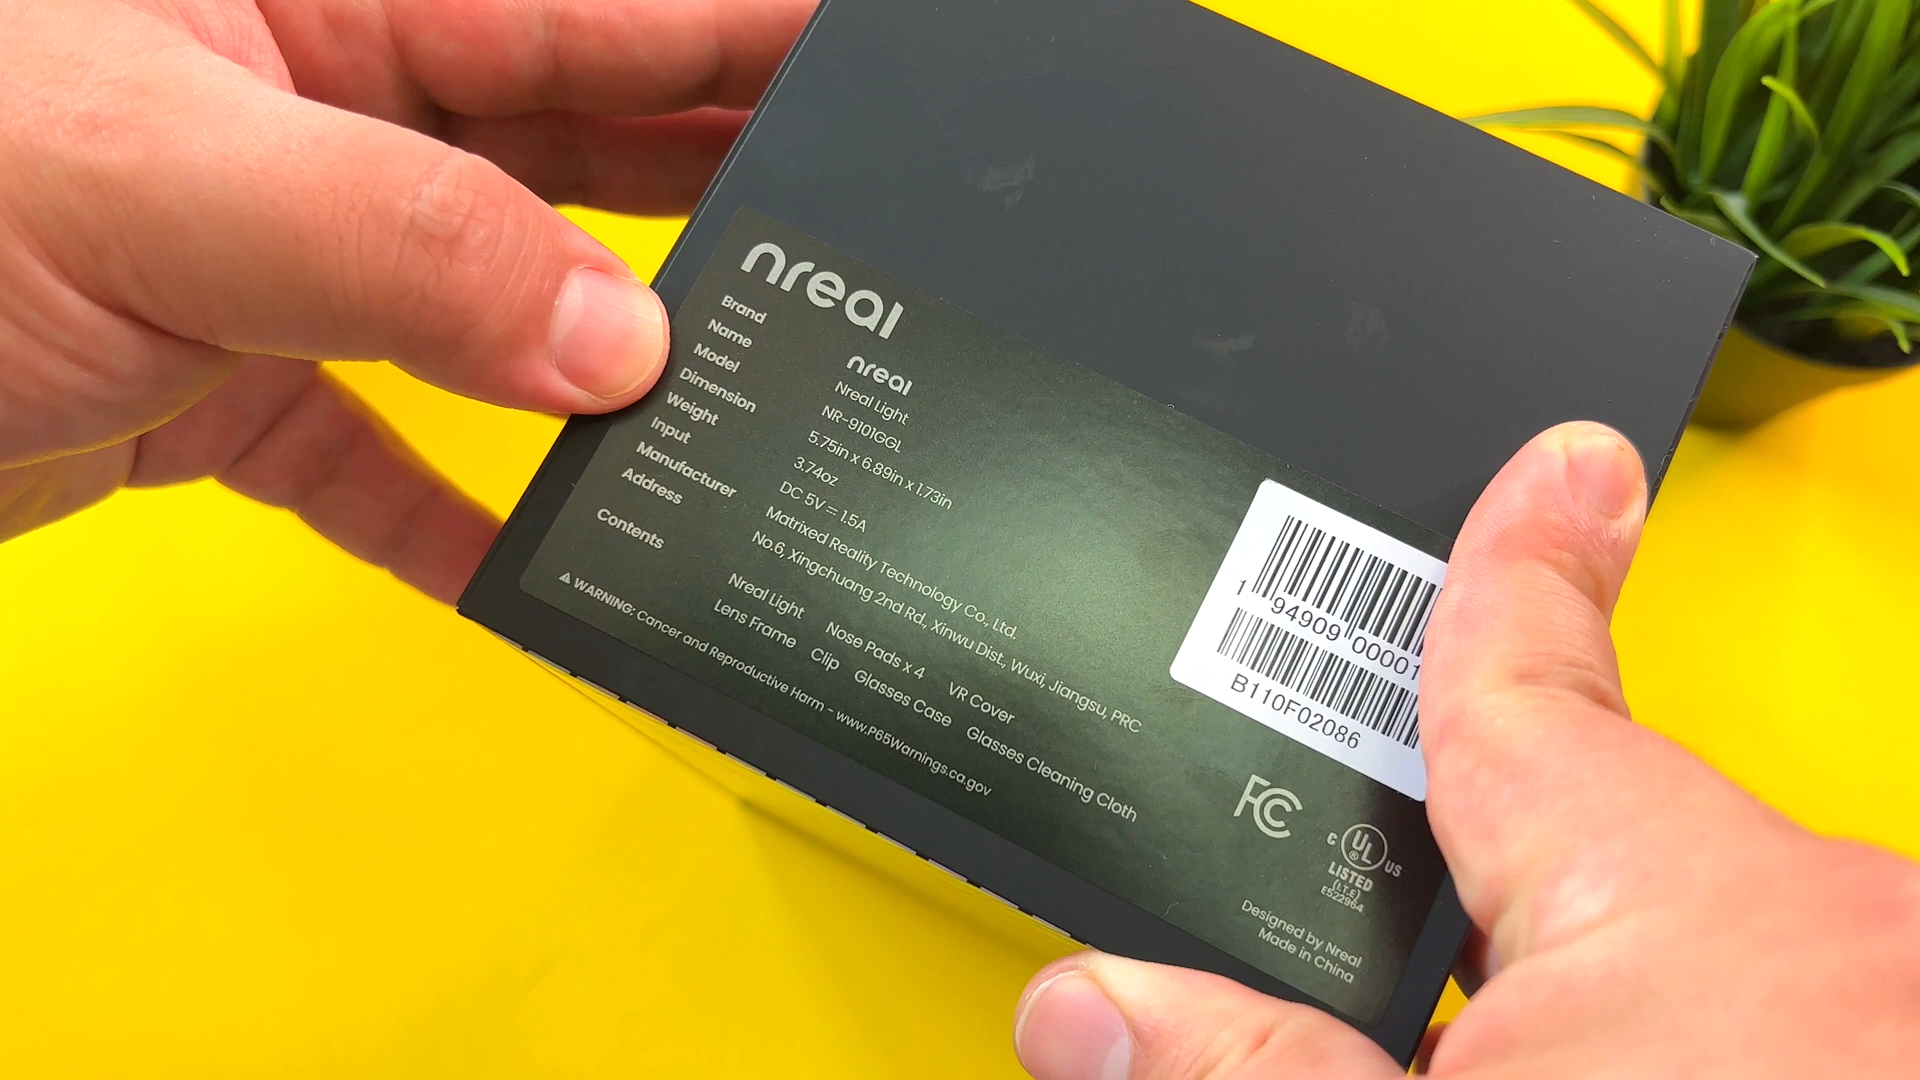 nreal
Brand nreal
Name Nreal Light
Model NR-9101GGL
Dimension 5.75in x 6.89in x 1.73in
Weight 3.74oz
Input DC 5V = 1.5A
Manufacturer Matrixed Reality Technology Co., Ltd.
Address No.6, Xingchuang 2nd Rd., Xinwu Dist., Wuxi, Jiangsu, PRC
Contents Nreal Light Nose Pads x 4 VR Cover
Lens Frame Clip Glasses Case Glasses Cleaning Cloth
⚠ WARNING: Cancer and Reproductive Harm - www.P65Warnings.ca.gov
1 94909 00001
B110F02086
FC
C UL ® US
LISTED
(I.T.E)
E522964
Designed by Nreal
Made in China